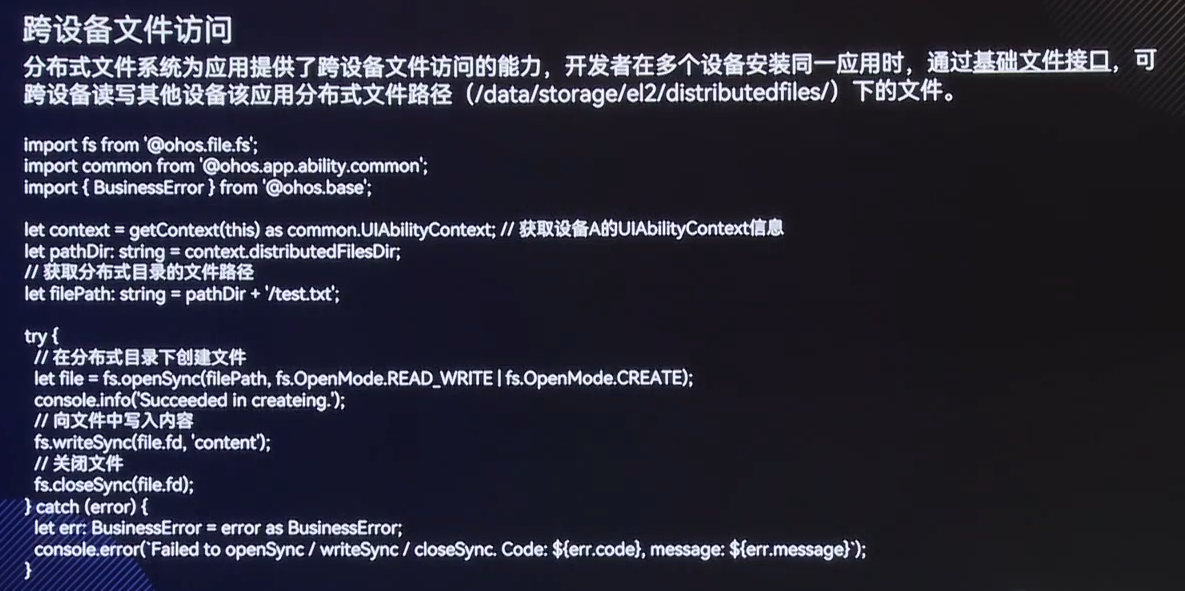 跨设备文件访问
分布式文件系统为应用提供了跨设备文件访问的能力，开发者在多个设备安装同一应用时，通过基础文件接口，可
跨设备读写其他设备该应用分布式文件路径（/data/storage/el2/distributedfiles/）下的文件。
import fs from '@ohos.file.fs';
import common from '@ohos.app.ability.common';
import { BusinessError } from '@ohos.base';
let context = getContext(this) as common.UIAbilityContext; // 获取设备A的UIAbilityContext信息
let pathDir: string = context.distributedFilesDir;
// 获取分布式目录的文件路径
let filePath: string = pathDir + '/test.txt';
try {
// 在分布式目录下创建文件
let file = fs.openSync(filePath, fs.OpenMode.READ_WRITE | fs.OpenMode.CREATE);
console.info('Succeeded in createing.');
// 向文件中写入内容
fs.writeSync(file.fd, 'content');
// 关闭文件
fs.closeSync(file.fd);
} catch (error) {
let err: BusinessError = error as BusinessError;
console.error(`Failed to openSync / writeSync / closeSync. Code: ${err.code}, message: ${err.message}`);
}